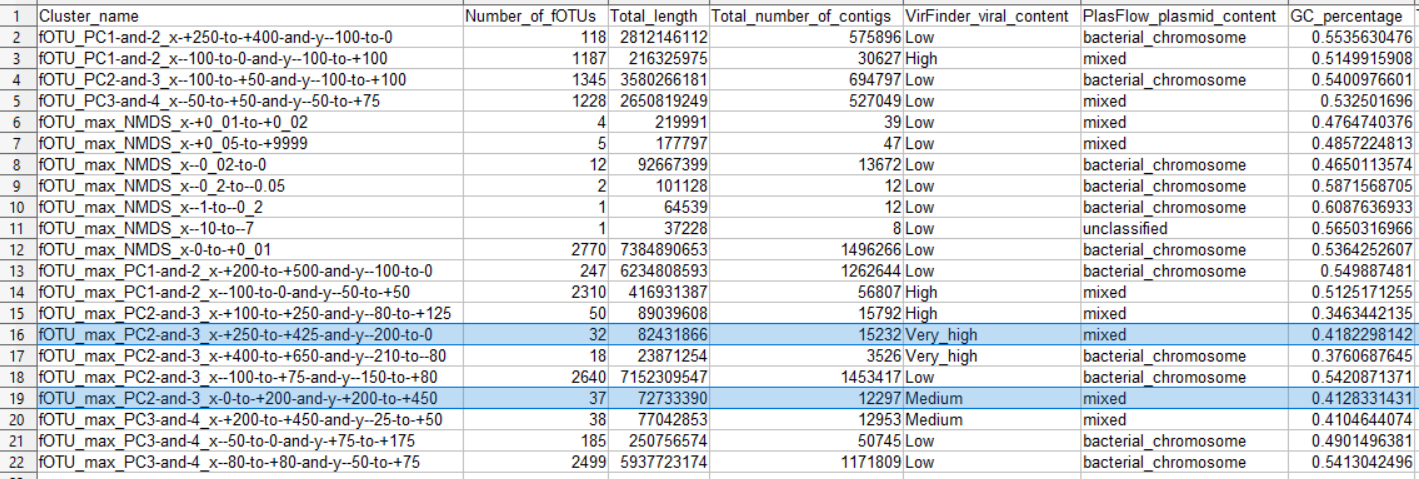 1 Cluster_name Number_of_fOTUs Total_length Total_number_of_contigs VirFinder_viral_content PlasFlow_plasmid_content GC_percentage
2 fOTU_PC1-and-2_x-+250-to-+400-and-y--100-to-0 118 2812146112 575896 Low bacterial_chromosome 0.5535630476
3 fOTU_PC1-and-2_x--100-to-0-and-y--100-to-+100 1187 216325975 30627 High mixed 0.5149915908
4 fOTU_PC2-and-3_x--100-to-+50-and-y--100-to-+100 1345 3580266181 694797 Low bacterial_chromosome 0.5400976601
5 fOTU_PC3-and-4_x--50-to-+50-and-y--50-to-+75 1228 2650819249 527049 Low mixed 0.532501696
6 fOTU_max_NMDS_x-+0_01-to-+0_02 4 219991 39 Low mixed 0.4764740376
7 fOTU_max_NMDS_x-+0_05-to-+9999 5 177797 47 Low mixed 0.4857224813
8 fOTU_max_NMDS_x--0_02-to-0 12 92667399 13672 Low bacterial_chromosome 0.4650113574
9 fOTU_max_NMDS_x--0_2-to--0.05 2 101128 12 Low bacterial_chromosome 0.5871568705
10 fOTU_max_NMDS_x--1-to--0_2 1 64539 12 Low bacterial_chromosome 0.6087636933
11 fOTU_max_NMDS_x--10-to--7 1 37228 8 Low unclassified 0.5650316966
12 fOTU_max_NMDS_x-0-to-+0_01 2770 7384890653 1496266 Low bacterial_chromosome 0.5364252607
13 fOTU_max_PC1-and-2_x-+200-to-+500-and-y--100-to-0 247 6234808593 1262644 Low bacterial_chromosome 0.549887481
14 fOTU_max_PC1-and-2_x--100-to-0-and-y--50-to-+50 2310 416931387 56807 High mixed 0.5125171255
15 fOTU_max_PC2-and-3_x-+100-to-+250-and-y--80-to-+125 50 89039608 15792 High mixed 0.3463442135
16 fOTU_max_PC2-and-3_x-+250-to-+425-and-y--200-to-0 32 82431866 15232 Very_high mixed 0.4182298142
17 fOTU_max_PC2-and-3_x-+400-to-+650-and-y--210-to--80 18 23871254 3526 Very_high bacterial_chromosome 0.3760687645
18 fOTU_max_PC2-and-3_x--100-to-+75-and-y--150-to-+80 2640 7152309547 1453417 Low bacterial_chromosome 0.5420871371
19 fOTU_max_PC2-and-3_x-0-to-+200-and-y-+200-to-+450 37 72733390 12297 Medium mixed 0.4128331431
20 fOTU_max_PC3-and-4_x-+200-to-+450-and-y--25-to-+50 38 77042853 12953 Medium mixed 0.4104644074
21 fOTU_max_PC3-and-4_x--50-to-0-and-y-+75-to-+175 185 250756574 50745 Low bacterial_chromosome 0.4901496381
22 fOTU_max_PC3-and-4_x--80-to-+80-and-y--50-to-+75 2499 5937723174 1171809 Low bacterial_chromosome 0.5413042496